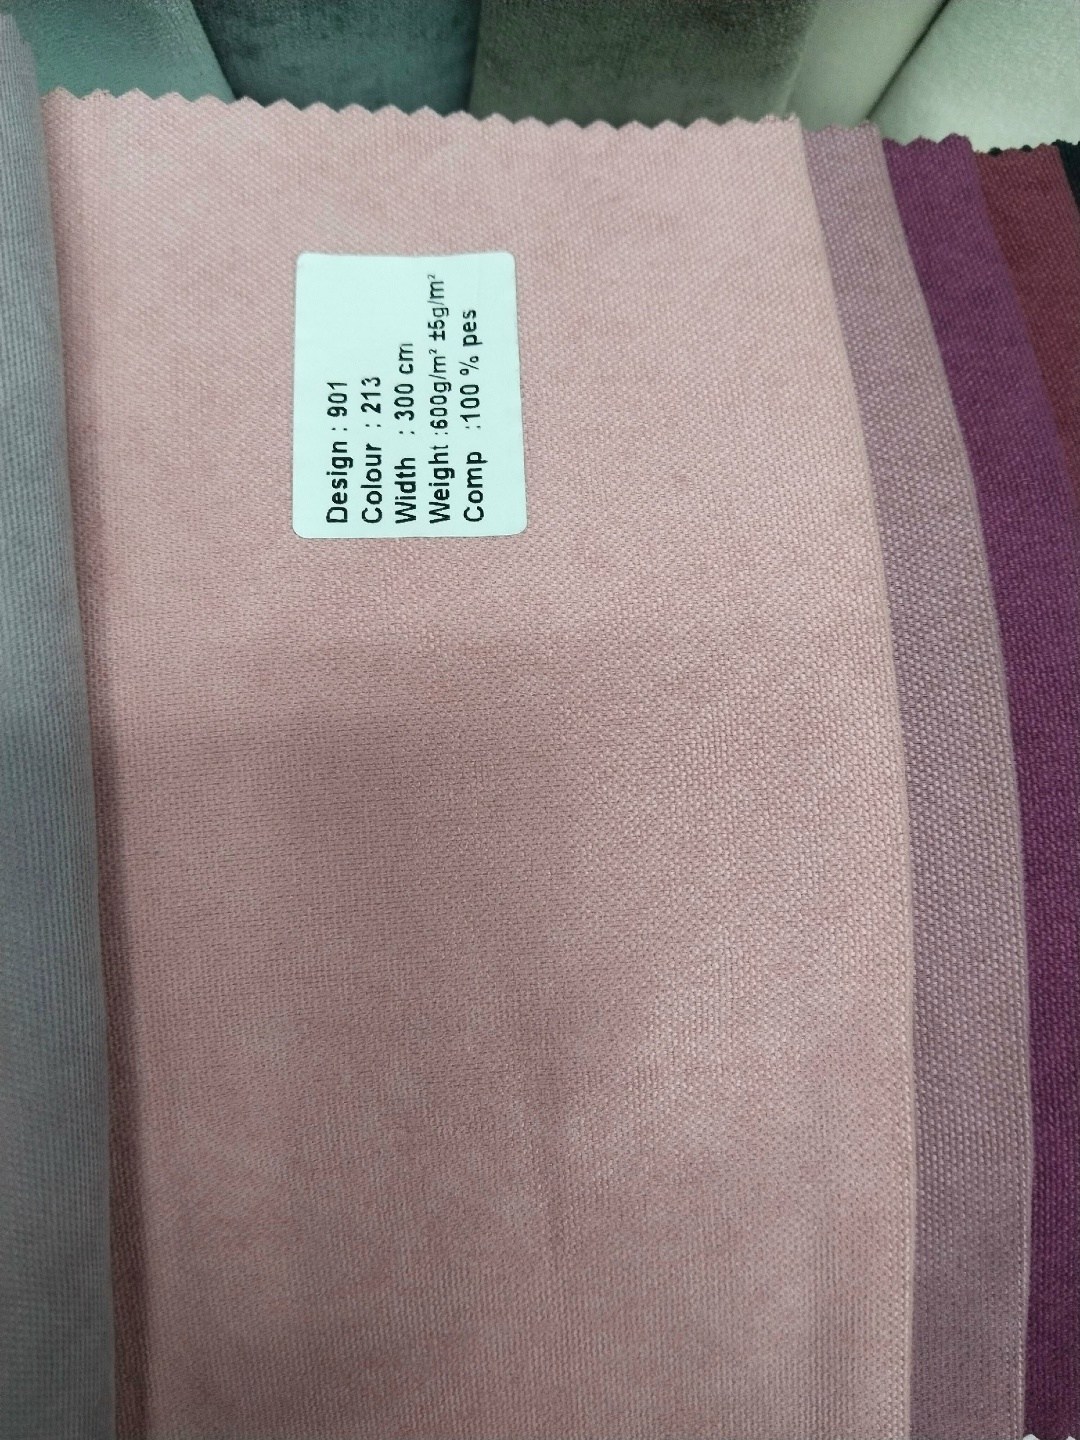 Design : 901
Colour : 213
Width : 300 cm
Weight :600g/m² ±5g/m²
Comp :100 % pes